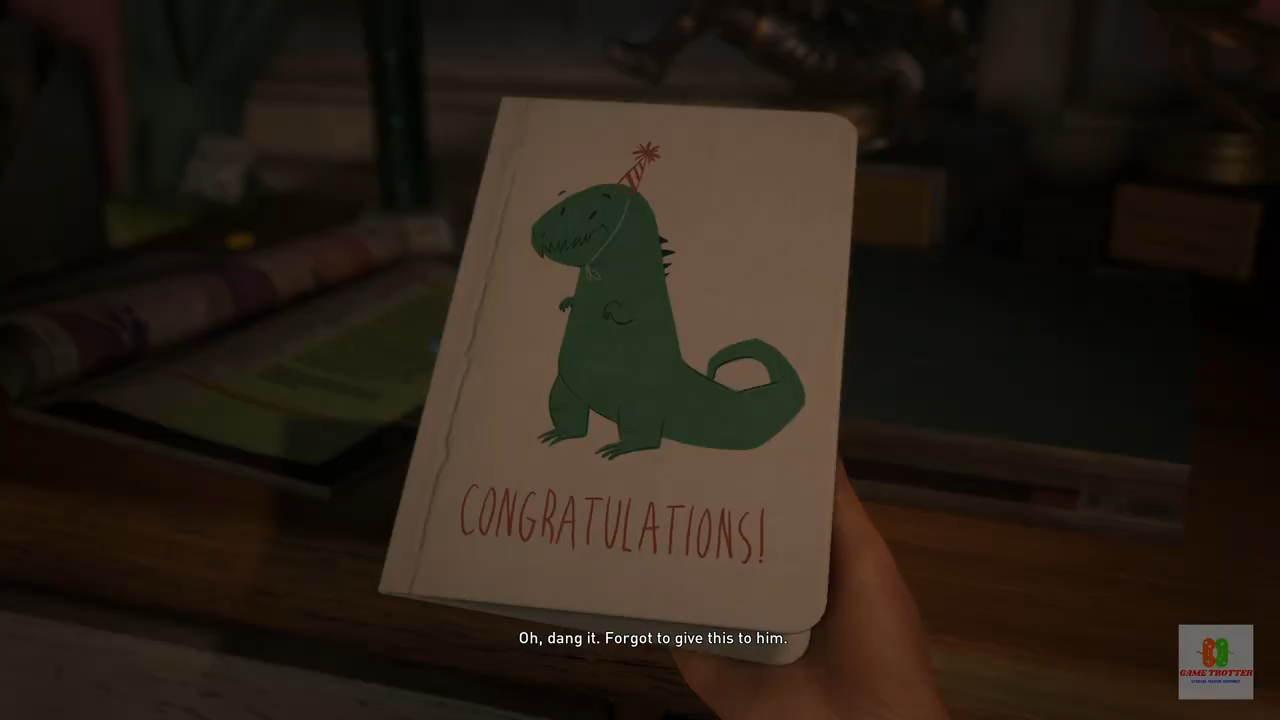 CONGRATULATIONS!
Oh, dang it. Forgot to give this to him.
GAME TROTTER